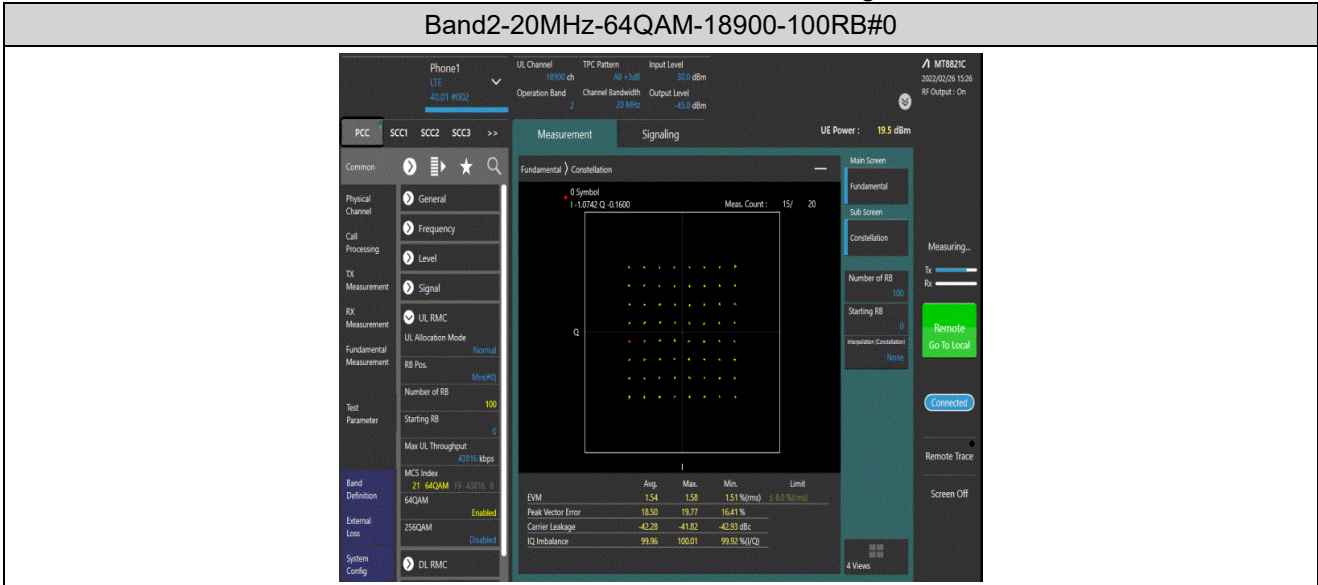 Band2-20MHz-64QAM-18900-100RB#0
Phone1
LTE
40.01 #002
UL Channel
18900 ch
TPC Pattern
All +3dB
Input Level
30.0 dBm
Operation Band
2
Channel Bandwidth
20 MHz
Output Level
-45.0 dBm
MT8821C
2022/02/26 15:26
RF Output : On
PCC SCC1 SCC2 SCC3 >>
Measurement Signaling
UE Power : 19.5 dBm
Common
Physical
Channel
Call
Processing
TX
Measurement
RX
Measurement
Fundamental
Measurement
Test
Parameter
Band
Definition
External
Loss
System
Config
General
Frequency
Level
Signal
UL RMC
UL Allocation Mode
Normal
RB Pos.
Min(#0)
Number of RB
100
Starting RB
0
Max UL Throughput
43816 kbps
MCS Index
21 64QAM 19 43816 6
64QAM
Enabled
256QAM
Disabled
DL RMC
Fundamental 〉 Constellation
0 Symbol
I -1.0742 Q -0.1600
Meas. Count : 15/ 20
Q
I
Avg. Max. Min. Limit
EVM 1.54 1.58 1.51 %(rms) ≤ 8.0 %(rms)
Peak Vector Error 18.50 19.77 16.41 %
Carrier Leakage -42.28 -41.82 -42.93 dBc
IQ Imbalance 99.96 100.01 99.92 %(I/Q)
Main Screen
Fundamental
Sub Screen
Constellation
Number of RB
100
Starting RB
0
Interpolation (Constellation)
None
4 Views
Measuring...
Tx
Rx
Remote
Go To Local
Connected
Remote Trace
Screen Off